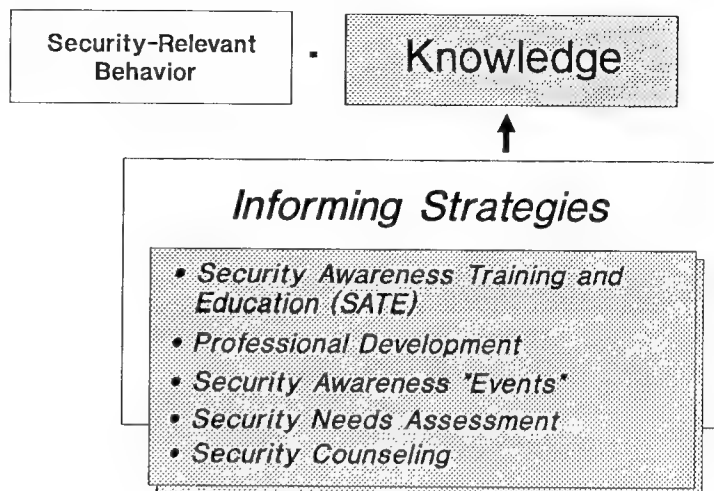 Security-Relevant
Behavior
Knowledge
Informing Strategies
• Security Awareness Training and
Education (SATE)
• Professional Development
• Security Awareness "Events"
• Security Needs Assessment
• Security Counseling